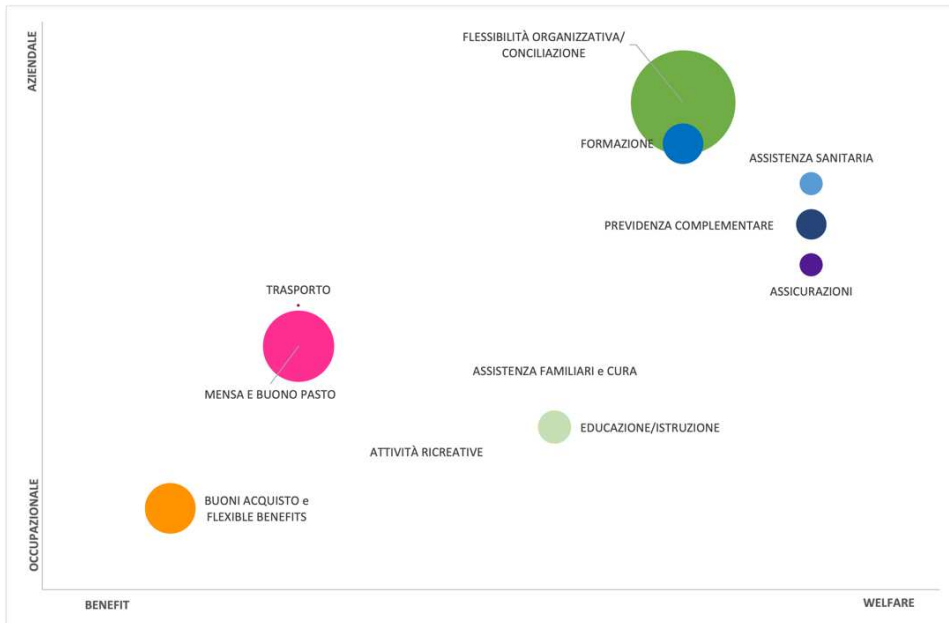 AZIENDALE
FLESSIBILITÀ ORGANIZZATIVA/
CONCILIAZIONE
FORMAZIONE
ASSISTENZA SANITARIA
PREVIDENZA COMPLEMENTARE
ASSICURAZIONI
TRASPORTO
MENSA E BUONO PASTO
ASSISTENZA FAMILIARI e CURA
EDUCAZIONE/ISTRUZIONE
ATTIVITÀ RICREATIVE
BUONI ACQUISTO e
FLEXIBLE BENEFITS
OCCUPAZIONALE
BENEFIT
WELFARE